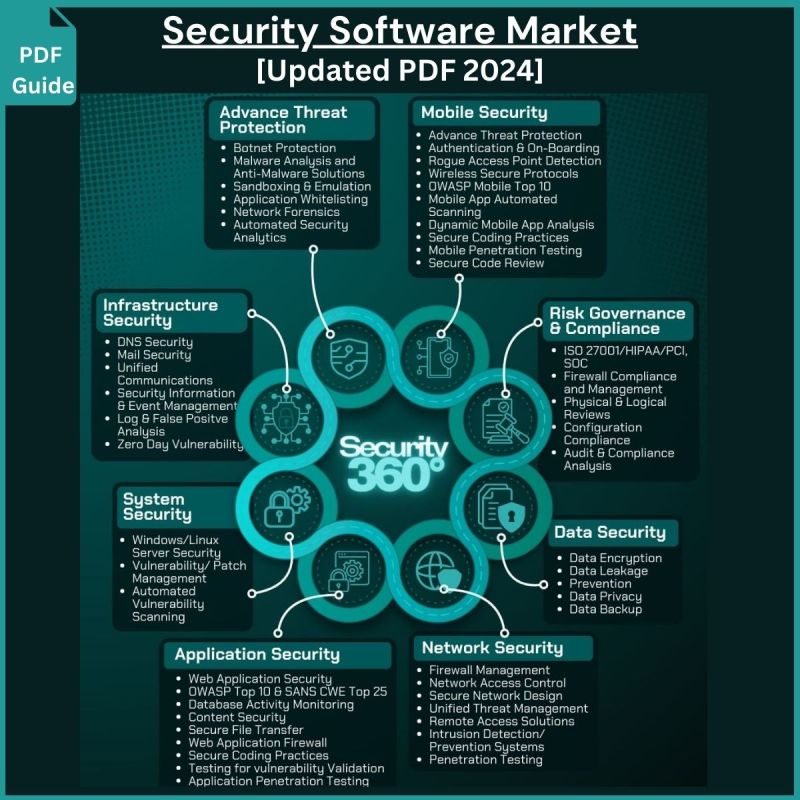 PDF
Guide
Security Software Market
[Updated PDF 2024]
Advance Threat
Protection
• Botnet Protection
• Malware Analysis and
Anti-Malware Solutions
• Sandboxing & Emulation
• Application Whitelisting
• Network Forensics
• Automated Security
Analytics
Mobile Security
• Advance Threat Protection
• Authentication & On-Boarding
• Rogue Access Point Detection
• Wireless Secure Protocols
• OWASP Mobile Top 10
• Mobile App Automated
Scanning
• Dynamic Mobile App Analysis
• Secure Coding Practices
• Mobile Penetration Testing
• Secure Code Review
Infrastructure
Security
• DNS Security
• Mail Security
• Unified
Communications
• Security Information
& Event Management
• Log & False Positve
Analysis
• Zero Day Vulnerability
Risk Governance
& Compliance
• ISO 27001/HIPAA/PCI,
SOC
• Firewall Compliance
and Management
• Physical & Logical
Reviews
• Configuration
Compliance
• Audit & Compliance
Analysis
Security
360°
System
Security
• Windows/Linux
Server Security
• Vulnerability/ Patch
Management
• Automated
Vulnerability
Scanning
Data Security
• Data Encryption
• Data Leakage
• Prevention
• Data Privacy
• Data Backup
Application Security
• Web Application Security
• OWASP Top 10 & SANS CWE Top 25
• Database Activity Monitoring
• Content Security
• Secure File Transfer
• Web Application Firewall
• Secure Coding Practices
• Testing for vulnerability Validation
• Application Penetration Testing
Network Security
• Firewall Management
• Network Access Control
• Secure Network Design
• Unified Threat Management
• Remote Access Solutions
• Intrusion Detection/
Prevention Systems
• Penetration Testing